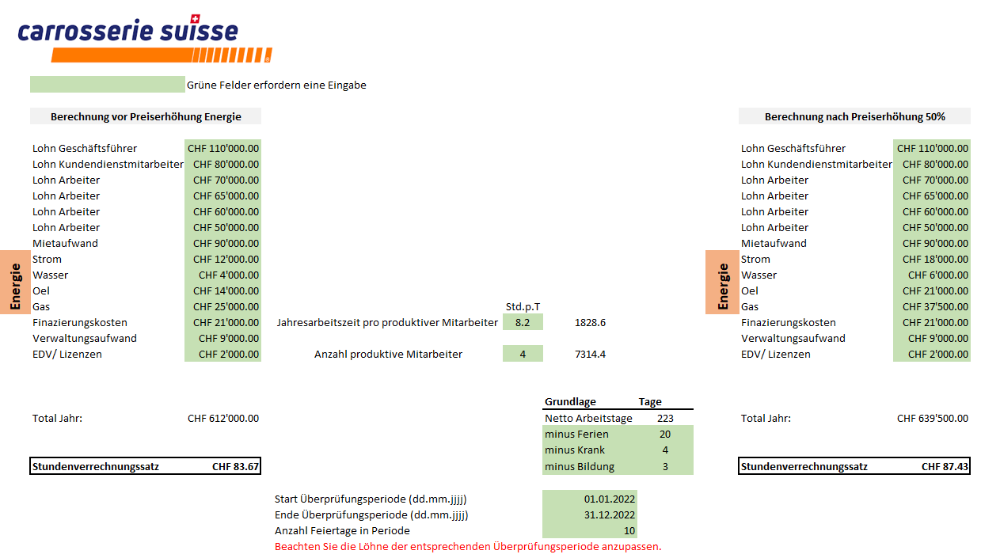 carrosserie suisse
®
Grüne Felder erfordern eine Eingabe
Berechnung vor Preiserhöhung Energie
Lohn Geschäftsführer CHF 110'000.00
Lohn Kundendienstmitarbeiter CHF 80'000.00
Lohn Arbeiter CHF 70'000.00
Lohn Arbeiter CHF 65'000.00
Lohn Arbeiter CHF 60'000.00
Lohn Arbeiter CHF 50'000.00
Mietaufwand CHF 90'000.00
Energie
Strom CHF 12'000.00
Wasser CHF 4'000.00
Oel CHF 14'000.00
Gas CHF 25'000.00
Finazierungskosten CHF 21'000.00
Verwaltungsaufwand CHF 9'000.00
EDV/ Lizenzen CHF 2'000.00
Total Jahr: CHF 612'000.00
Stundenverrechnungssatz CHF 83.67
Std.p.T
Jahresarbeitszeit pro produktiver Mitarbeiter 8.2 1828.6
Anzahl produktive Mitarbeiter 4 7314.4
Grundlage Tage
Netto Arbeitstage 223
minus Ferien 20
minus Krank 4
minus Bildung 3
Start Überprüfungsperiode (dd.mm.jjjj) 01.01.2022
Ende Überprüfungsperiode (dd.mm.jjjj) 31.12.2022
Anzahl Feiertage in Periode 10
Beachten Sie die Löhne der entsprechenden Überprüfungsperiode anzupassen.
Berechnung nach Preiserhöhung 50%
Lohn Geschäftsführer CHF 110'000.00
Lohn Kundendienstmitarbeiter CHF 80'000.00
Lohn Arbeiter CHF 70'000.00
Lohn Arbeiter CHF 65'000.00
Lohn Arbeiter CHF 60'000.00
Lohn Arbeiter CHF 50'000.00
Mietaufwand CHF 90'000.00
Energie
Strom CHF 18'000.00
Wasser CHF 6'000.00
Oel CHF 21'000.00
Gas CHF 37'500.00
Finazierungskosten CHF 21'000.00
Verwaltungsaufwand CHF 9'000.00
EDV/ Lizenzen CHF 2'000.00
Total Jahr: CHF 639'500.00
Stundenverrechnungssatz CHF 87.43